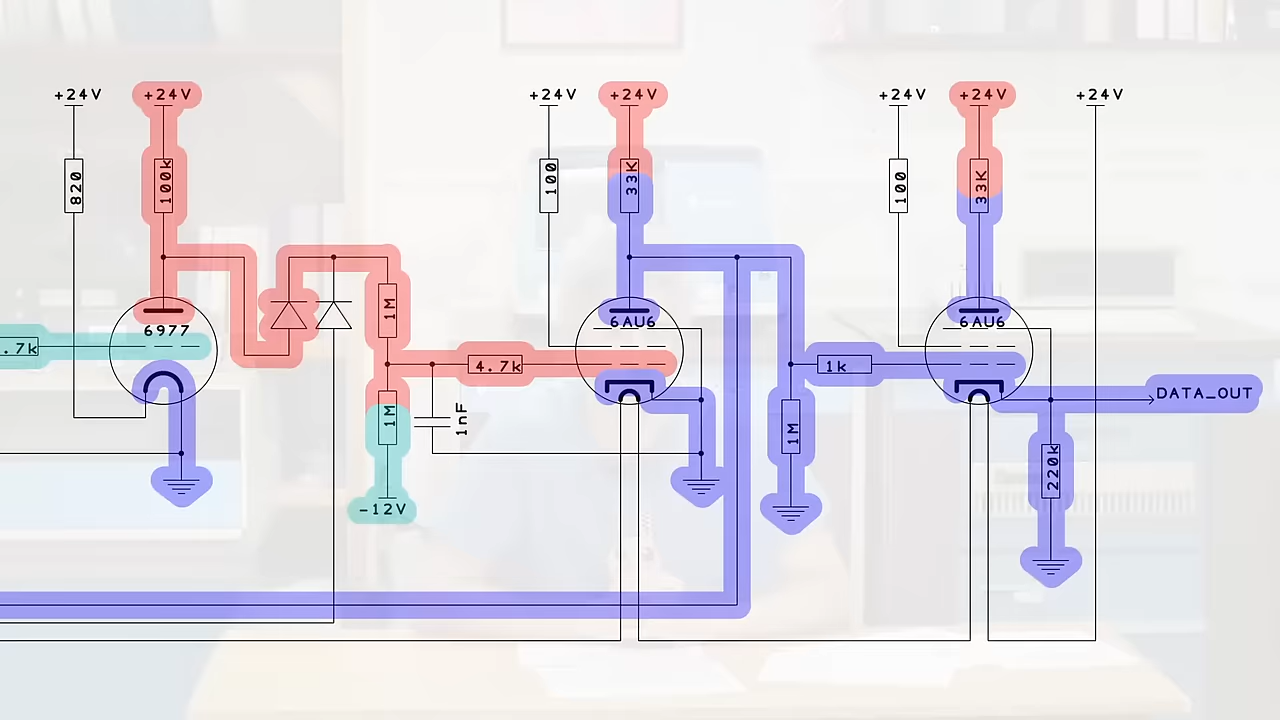 +24V
+24V
+24V
+24V
+24V
+24V
+24V
820
100k
100
33K
100
33K
6977
.7k
1M
6AU6
6AU6
4.7k
1k
1M
1nF
1M
DATA_OUT
220k
-12V